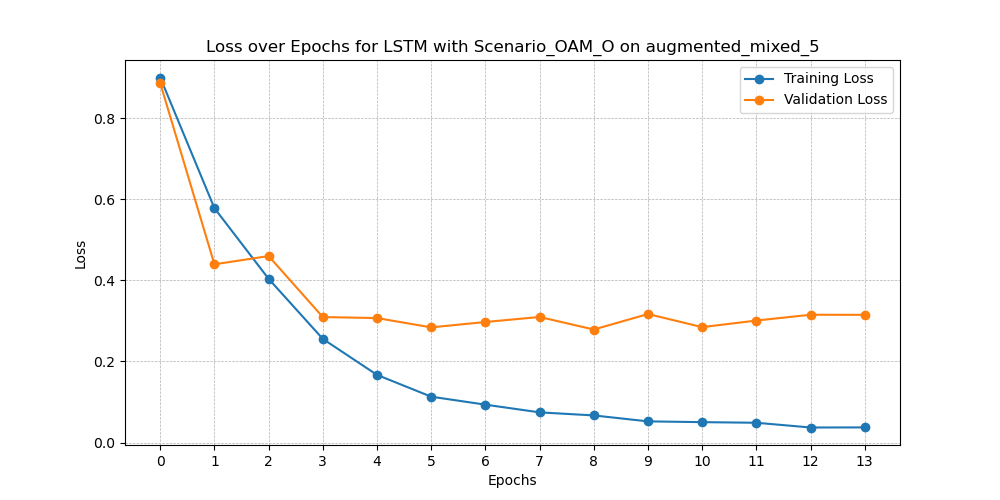 Loss over Epochs for LSTM with Scenario_OAM_O on augmented_mixed_5
Training Loss
Validation Loss
0.8
0.6
0.4
0.2
0.0
Loss
0 1 2 3 4 5 6 7 8 9 10 11 12 13
Epochs